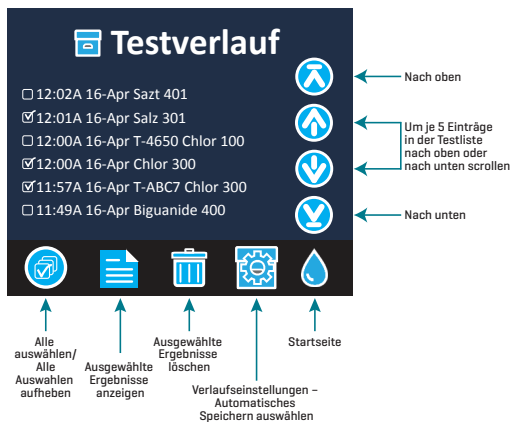 Testverlauf
12:02A 16-Apr Sazt 401
12:01A 16-Apr Salz 301
12:00A 16-Apr T-4650 Chlor 100
12:00A 16-Apr Chlor 300
11:57A 16-Apr T-ABC7 Chlor 300
11:49A 16-Apr Biguanide 400
Nach oben
Um je 5 Einträge
in der Testliste
nach oben oder
nach unten scrollen
Nach unten
Alle
auswählen/
Alle
Auswahlen
aufheben
Ausgewählte
Ergebnisse
anzeigen
Ausgewählte
Ergebnisse
löschen
Verlaufseinstellungen –
Automatisches
Speichern auswählen
Startseite